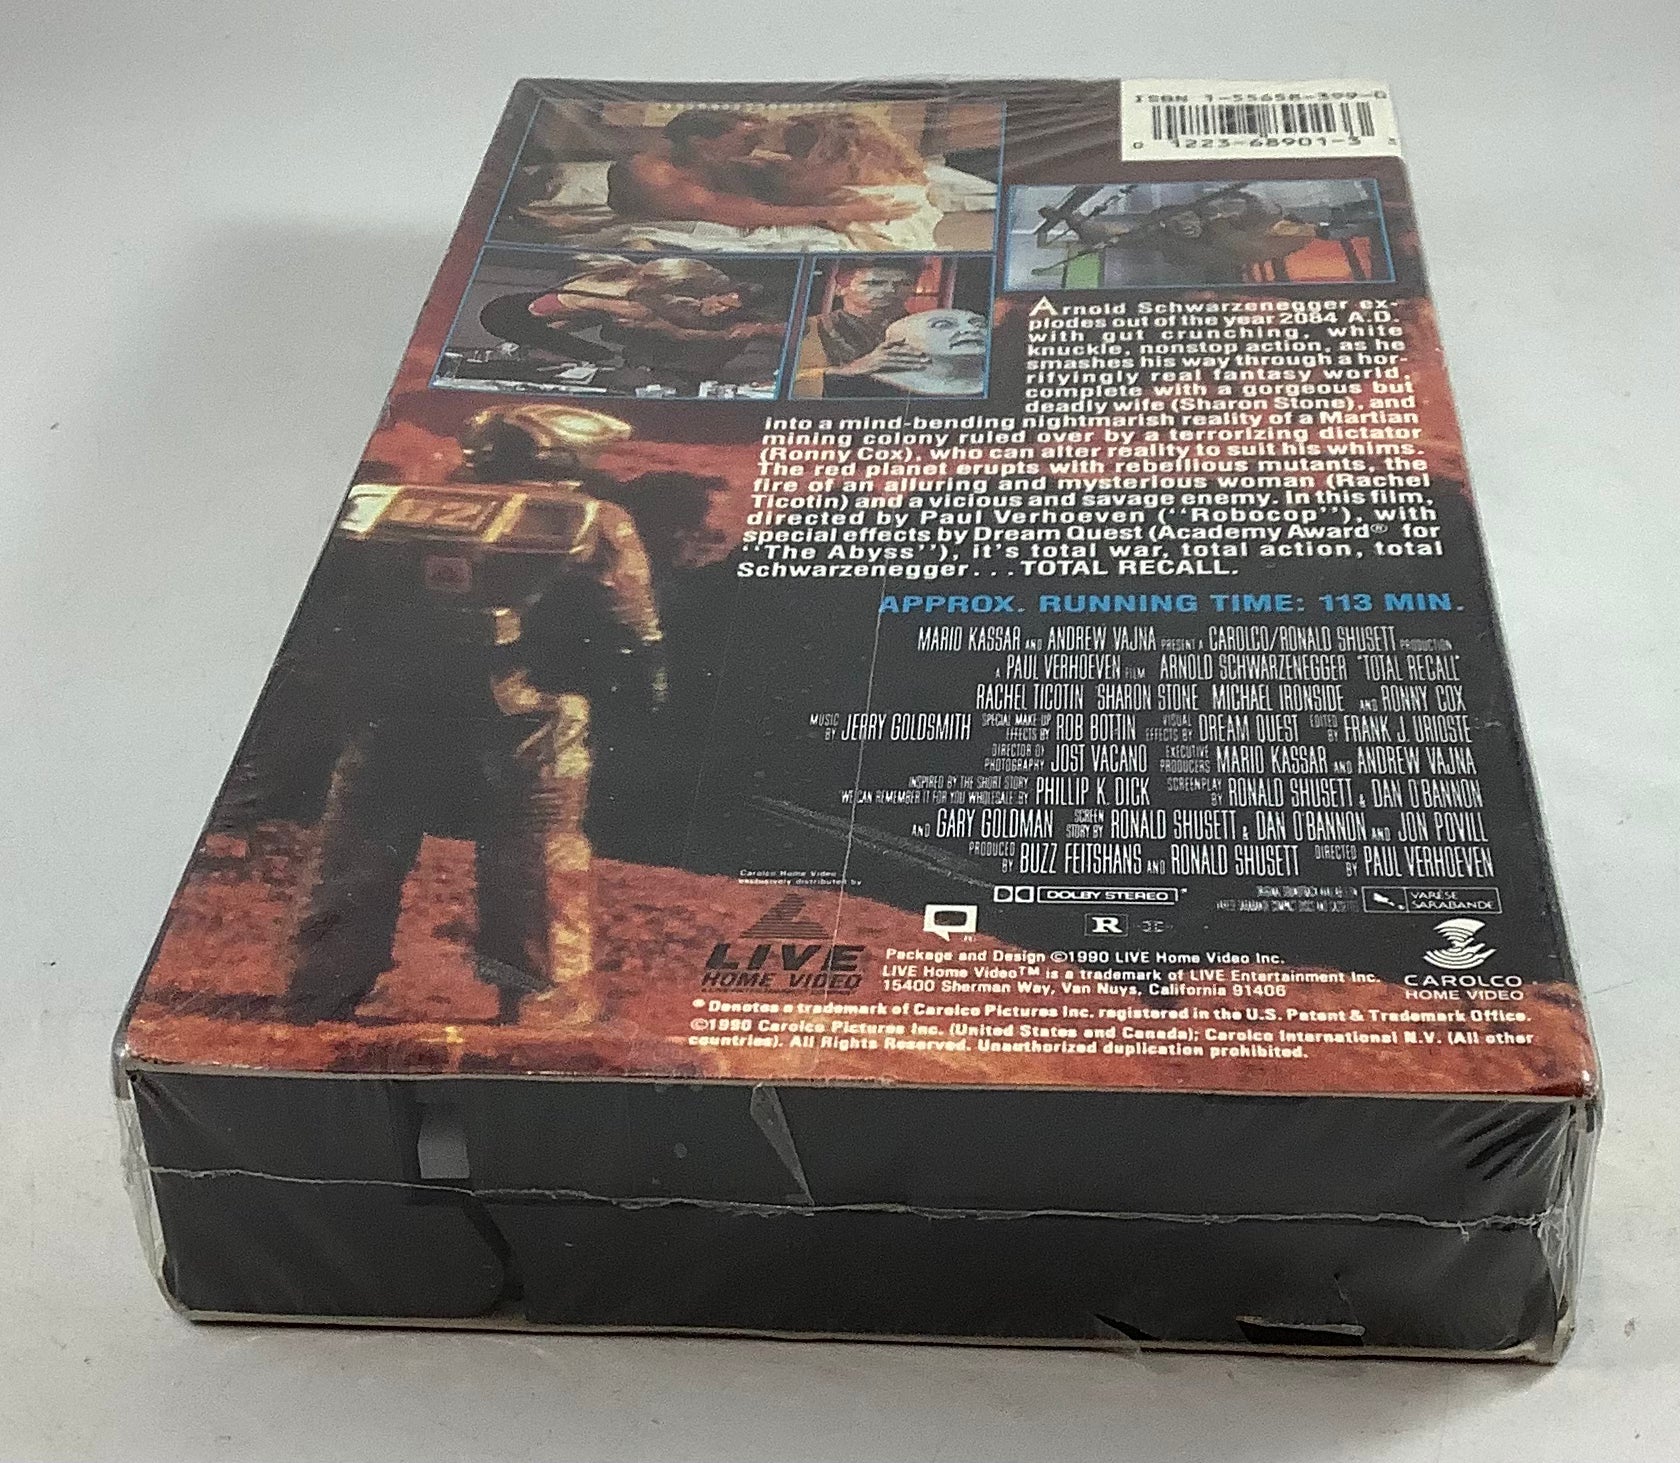 ISBN 1-55658-399-0
0 12233-68901-3 3
Arnold Schwarzenegger ex-
plodes out of the year 2084 A.D.
with gut crunching, white
knuckle, nonstop action, as he
smashes his way through a hor-
rifyingly real fantasy world,
complete with a gorgeous but
deadly wife (Sharon Stone), and
into a mind-bending nightmarish reality of a Martian
mining colony ruled over by a terrorizing dictator
(Ronny Cox), who can alter reality to suit his whims.
The red planet erupts with rebellious mutants, the
fire of an alluring and mysterious woman (Rachel
Ticotin) and a vicious and savage enemy. In this film,
directed by Paul Verhoeven (''Robocop''), with
special effects by Dream Quest (Academy Award® for
''The Abyss''), it's total war, total action, total
Schwarzenegger...TOTAL RECALL.
APPROX. RUNNING TIME: 113 MIN.
MARIO KASSAR AND ANDREW VAJNA PRESENT A CAROLCO/RONALD SHUSETT PRODUCTION
A PAUL VERHOEVEN FILM ARNOLD SCHWARZENEGGER "TOTAL RECALL"
RACHEL TICOTIN SHARON STONE MICHAEL IRONSIDE AND RONNY COX
MUSIC BY JERRY GOLDSMITH SPECIAL MAKE-UP EFFECTS BY ROB BOTTIN VISUAL EFFECTS BY DREAM QUEST EDITED BY FRANK J. URIOSTE
DIRECTOR OF PHOTOGRAPHY JOST VACANO EXECUTIVE PRODUCERS MARIO KASSAR AND ANDREW VAJNA
INSPIRED BY THE SHORT STORY "WE CAN REMEMBER IT FOR YOU WHOLESALE" BY PHILLIP K. DICK SCREENPLAY BY RONALD SHUSETT & DAN O'BANNON
AND GARY GOLDMAN SCREEN STORY BY RONALD SHUSETT & DAN O'BANNON AND JON POVILL
PRODUCED BY BUZZ FEITSHANS AND RONALD SHUSETT DIRECTED BY PAUL VERHOEVEN
Carolco Home Video
exclusively distributed by
DOLBY STEREO
VARÈSE
SARABANDE
R
LIVE
HOME VIDEO
CAROLCO
HOME VIDEO
Package and Design ©1990 LIVE Home Video Inc.
LIVE Home Video™ is a trademark of LIVE Entertainment Inc.
15400 Sherman Way, Van Nuys, California 91406
* Denotes a trademark of Carolco Pictures Inc. registered in the U.S. Patent & Trademark Office.
©1990 Carolco Pictures Inc. (United States and Canada); Carolco International N.V. (All other
countries). All Rights Reserved. Unauthorized duplication prohibited.